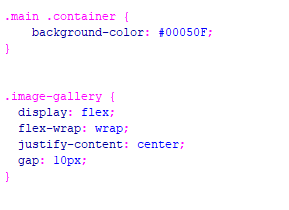 .main .container {
    background-color: #00050F;
}
.image-gallery {
  display: flex;
  flex-wrap: wrap;
  justify-content: center;
  gap: 10px;
}